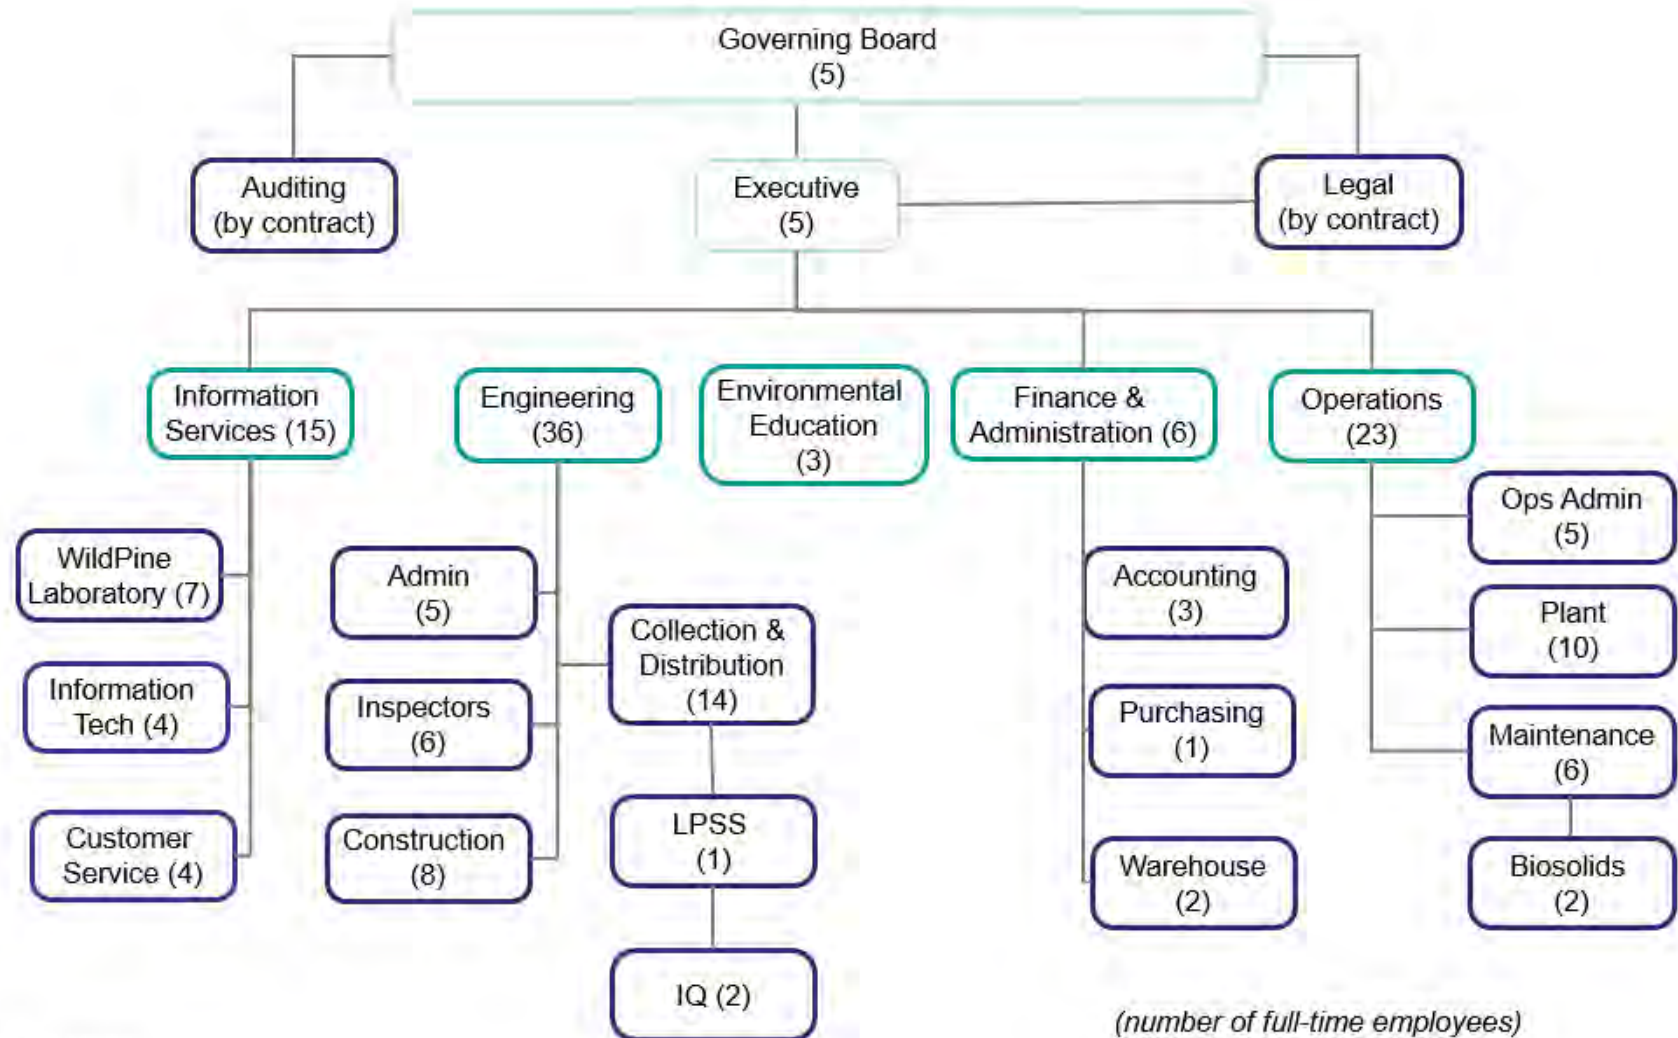 Governing Board
(5)
Auditing
(by contract)
Executive
(5)
Legal
(by contract)
Information
Services (15)
Engineering
(36)
Environmental
Education
(3)
Finance &
Administration (6)
Operations
(23)
WildPine
Laboratory (7)
Information
Tech (4)
Customer
Service (4)
Admin
(5)
Inspectors
(6)
Construction
(8)
Collection &
Distribution
(14)
LPSS
(1)
IQ (2)
Accounting
(3)
Purchasing
(1)
Warehouse
(2)
Ops Admin
(5)
Plant
(10)
Maintenance
(6)
Biosolids
(2)
(number of full-time employees)